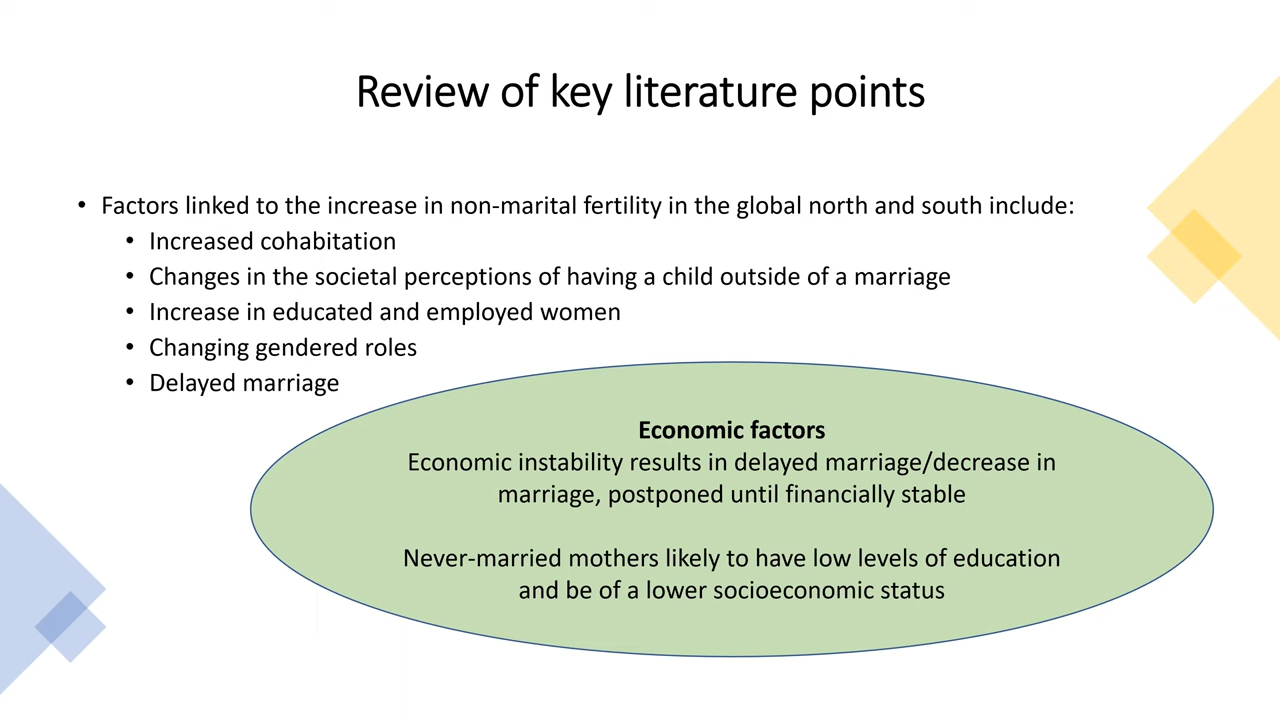 Review of key literature points
• Factors linked to the increase in non-marital fertility in the global north and south include:
• Increased cohabitation
• Changes in the societal perceptions of having a child outside of a marriage
• Increase in educated and employed women
• Changing gendered roles
• Delayed marriage
Economic factors
Economic instability results in delayed marriage/decrease in
marriage, postponed until financially stable
Never-married mothers likely to have low levels of education
and be of a lower socioeconomic status